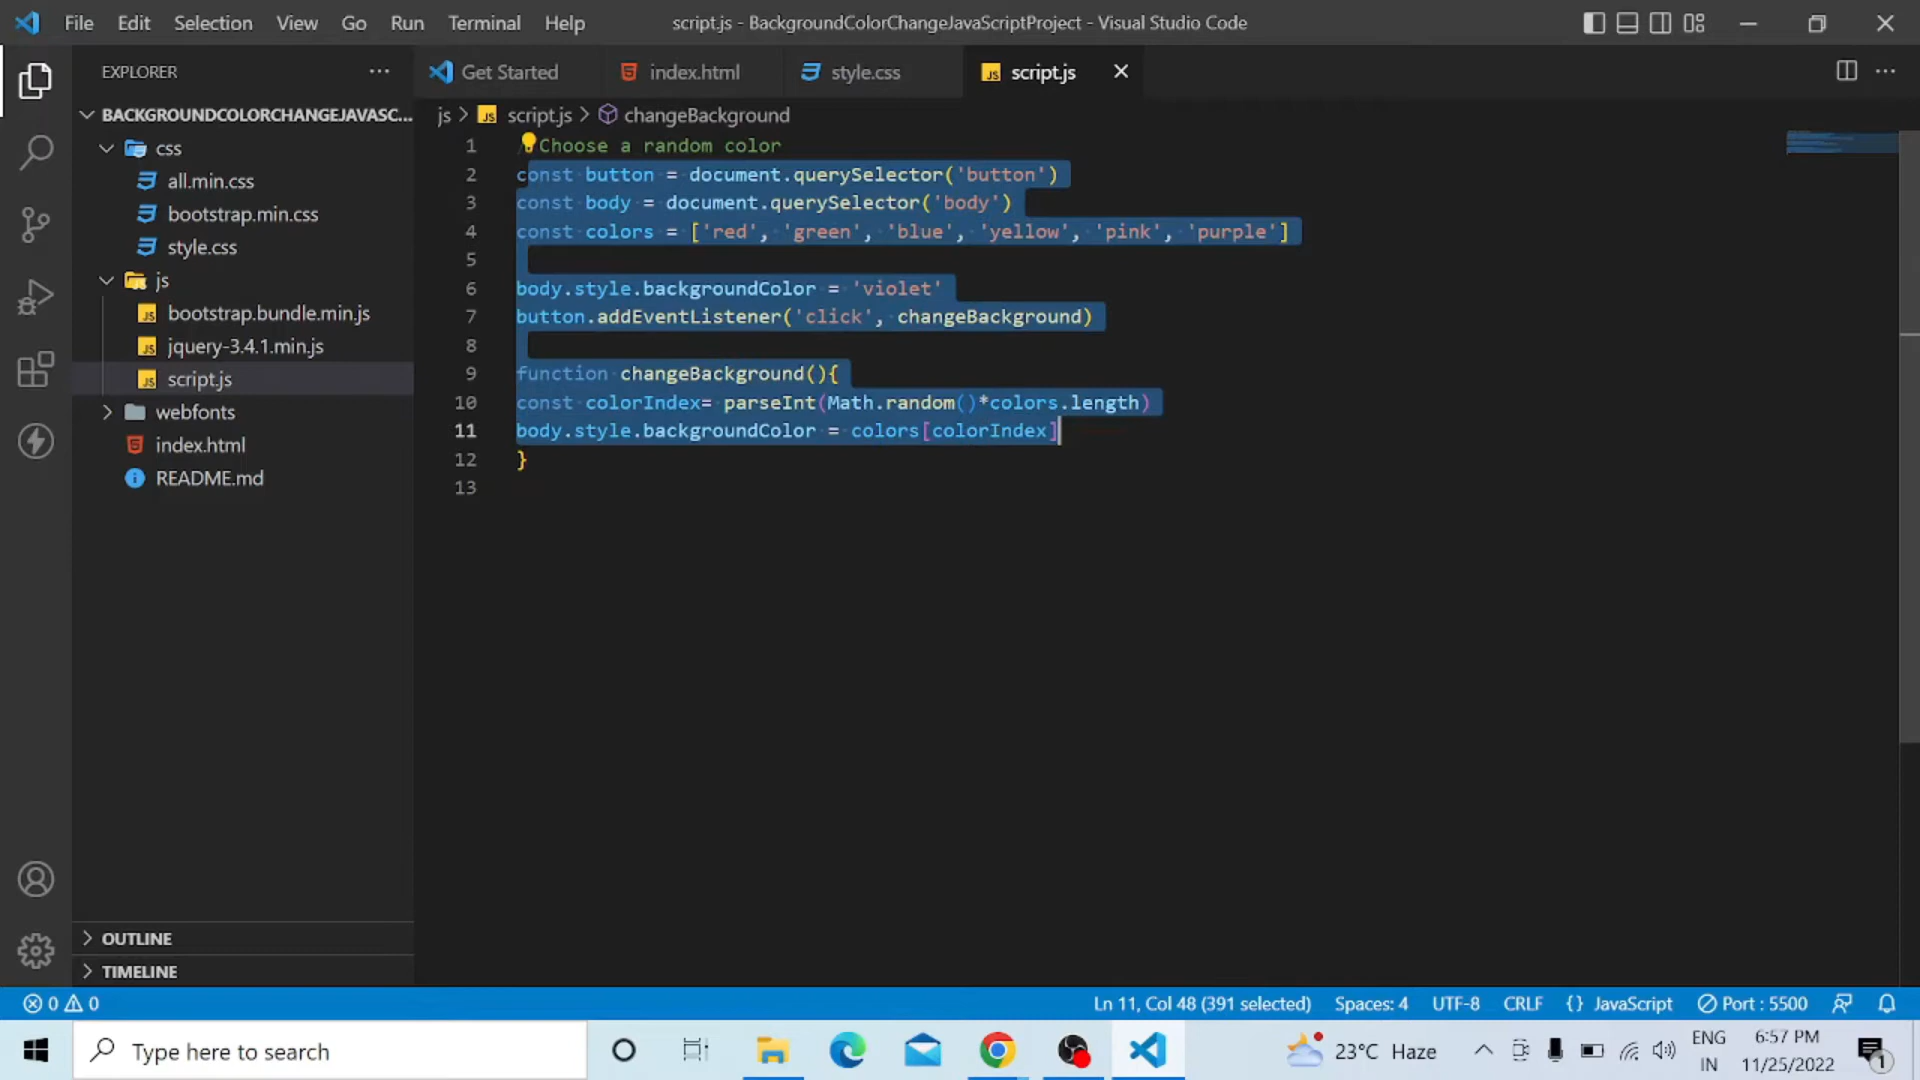 File Edit Selection View Go Run Terminal Help script.js - BackgroundColorChangeJavaScriptProject - Visual Studio Code
EXPLORER
Get Started index.html style.css script.js
BACKGROUNDCOLORCHANGEJAVASC...
js > script.js > changeBackground
css
all.min.css
bootstrap.min.css
style.css
js
bootstrap.bundle.min.js
jquery-3.4.1.min.js
script.js
webfonts
index.html
README.md
OUTLINE
TIMELINE
1 Choose a random color
2 const button = document.querySelector('button')
3 const body = document.querySelector('body')
4 const colors = ['red', 'green', 'blue', 'yellow', 'pink', 'purple']
5
6 body.style.backgroundColor = 'violet'
7 button.addEventListener('click', changeBackground)
8
9 function changeBackground(){
10 const colorIndex= parseInt(Math.random()*colors.length)
11 body.style.backgroundColor = colors[colorIndex]
12 }
13
0 0 Ln 11, Col 48 (391 selected) Spaces: 4 UTF-8 CRLF {} JavaScript Port : 5500
Type here to search 23°C Haze ENG IN 6:57 PM 11/25/2022 1